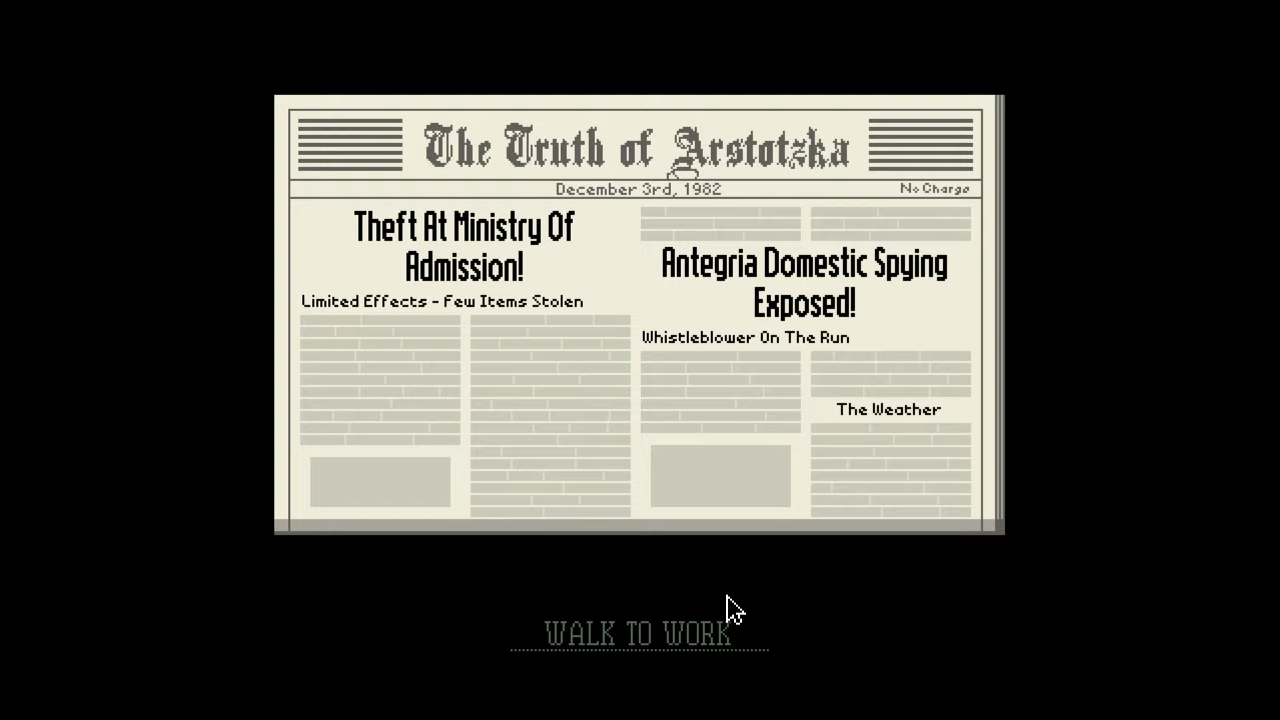 The Truth of Arstotzka
December 3rd, 1982
No Charge
Theft At Ministry Of
Admission!
Limited Effects - Few Items Stolen
Antegria Domestic Spying
Exposed!
Whistleblower On The Run
The Weather
WALK TO WORK